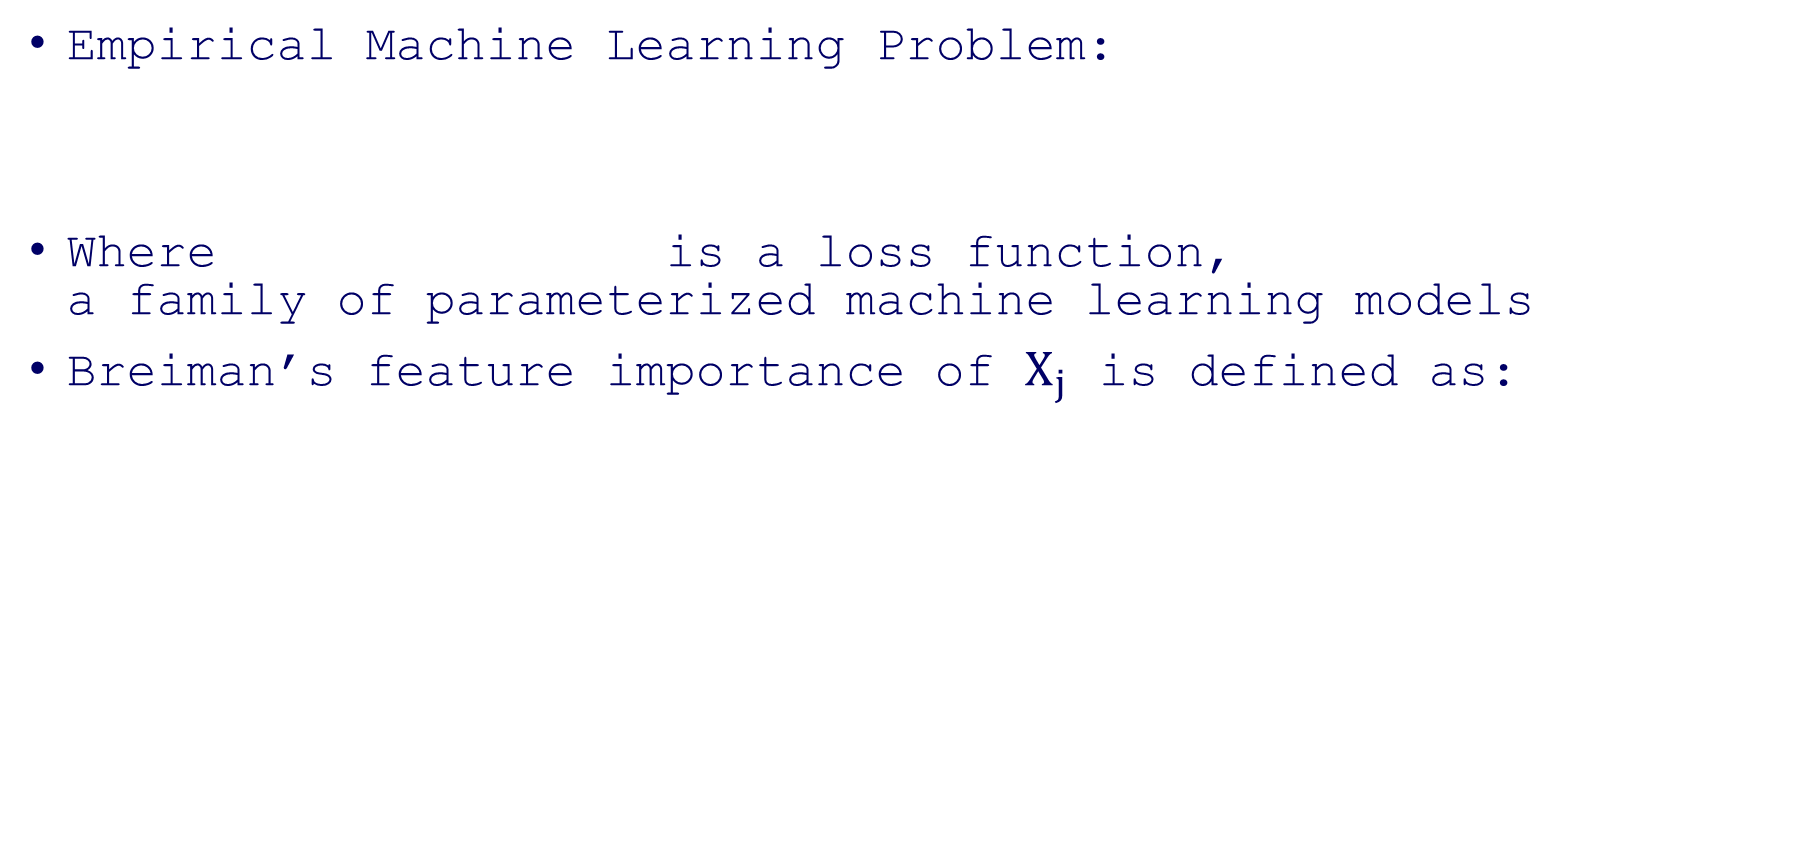 • Empirical Machine Learning Problem:
• Where is a loss function,
a family of parameterized machine learning models
• Breiman’s feature importance of Xj is defined as: